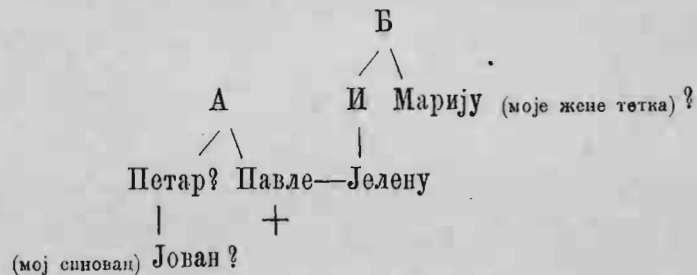 Б
А И Марију (моје жене тетка) ?
Петар? Павле—Јелену
+
(мој синовац) Јован ?